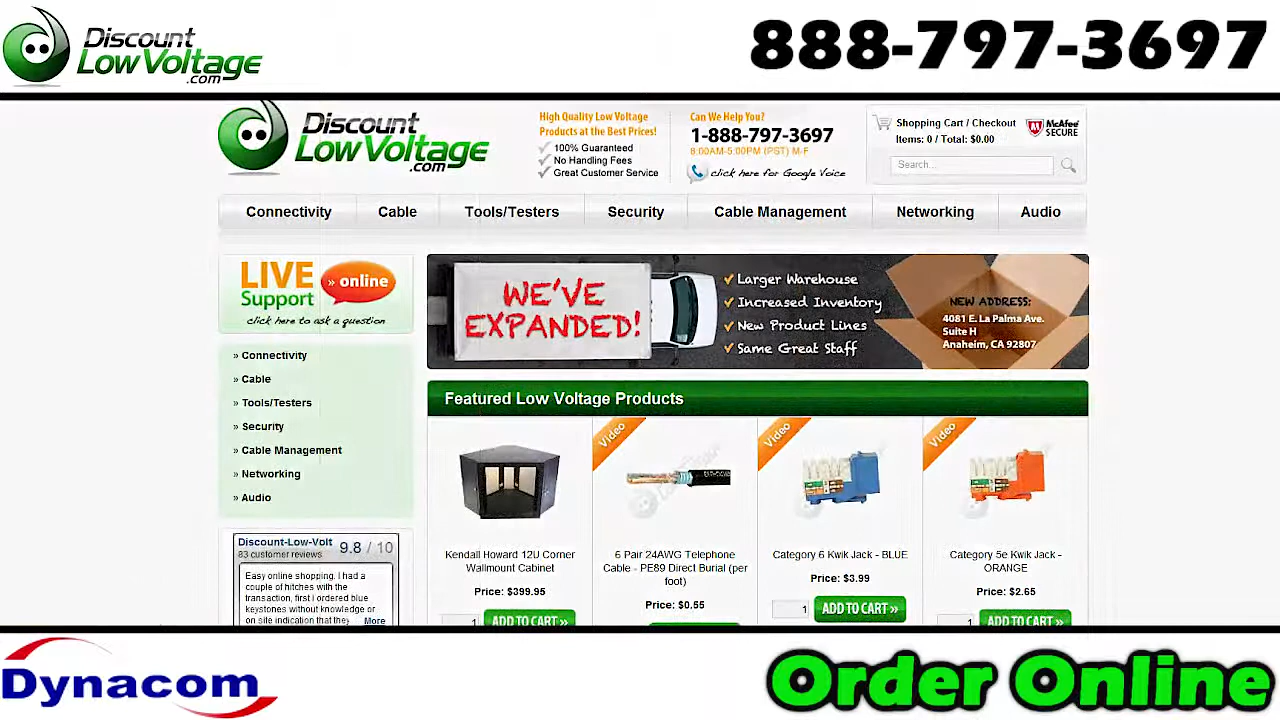 Discount
LowVoltage
.com
888-797-3697
Discount
LowVoltage
.com
High Quality Low Voltage
Products at the Best Prices!
100% Guaranteed
No Handling Fees
Great Customer Service
Can We Help You?
1-888-797-3697
8:00AM-5:00PM (PST) M-F
click here for Google Voice
Shopping Cart / Checkout
Items: 0 / Total: $0.00
McAfee
SECURE
Search...
Connectivity
Cable
Tools/Testers
Security
Cable Management
Networking
Audio
LIVE
Support
» online
click here to ask a question
» Connectivity
» Cable
» Tools/Testers
» Security
» Cable Management
» Networking
» Audio
WE'VE
EXPANDED!
Larger Warehouse
Increased Inventory
New Product Lines
Same Great Staff
NEW ADDRESS:
4081 E. La Palma Ave.
Suite H
Anaheim, CA 92807
Featured Low Voltage Products
Video
Video
Video
Kendall Howard 12U Corner
Wallmount Cabinet
Price: $399.95
1
ADD TO CART »
6 Pair 24AWG Telephone
Cable - PE89 Direct Burial (per
foot)
Price: $0.55
Category 6 Kwik Jack - BLUE
Price: $3.99
1
ADD TO CART »
Category 5e Kwik Jack -
ORANGE
Price: $2.65
1
ADD TO CART »
Discount-Low-Volt
83 customer reviews
9.8 / 10
Easy online shopping. I had a
couple of hitches with the
transaction, first i ordered blue
keystones without knowledge or
on site indication that they
More
Dynacom
Order Online